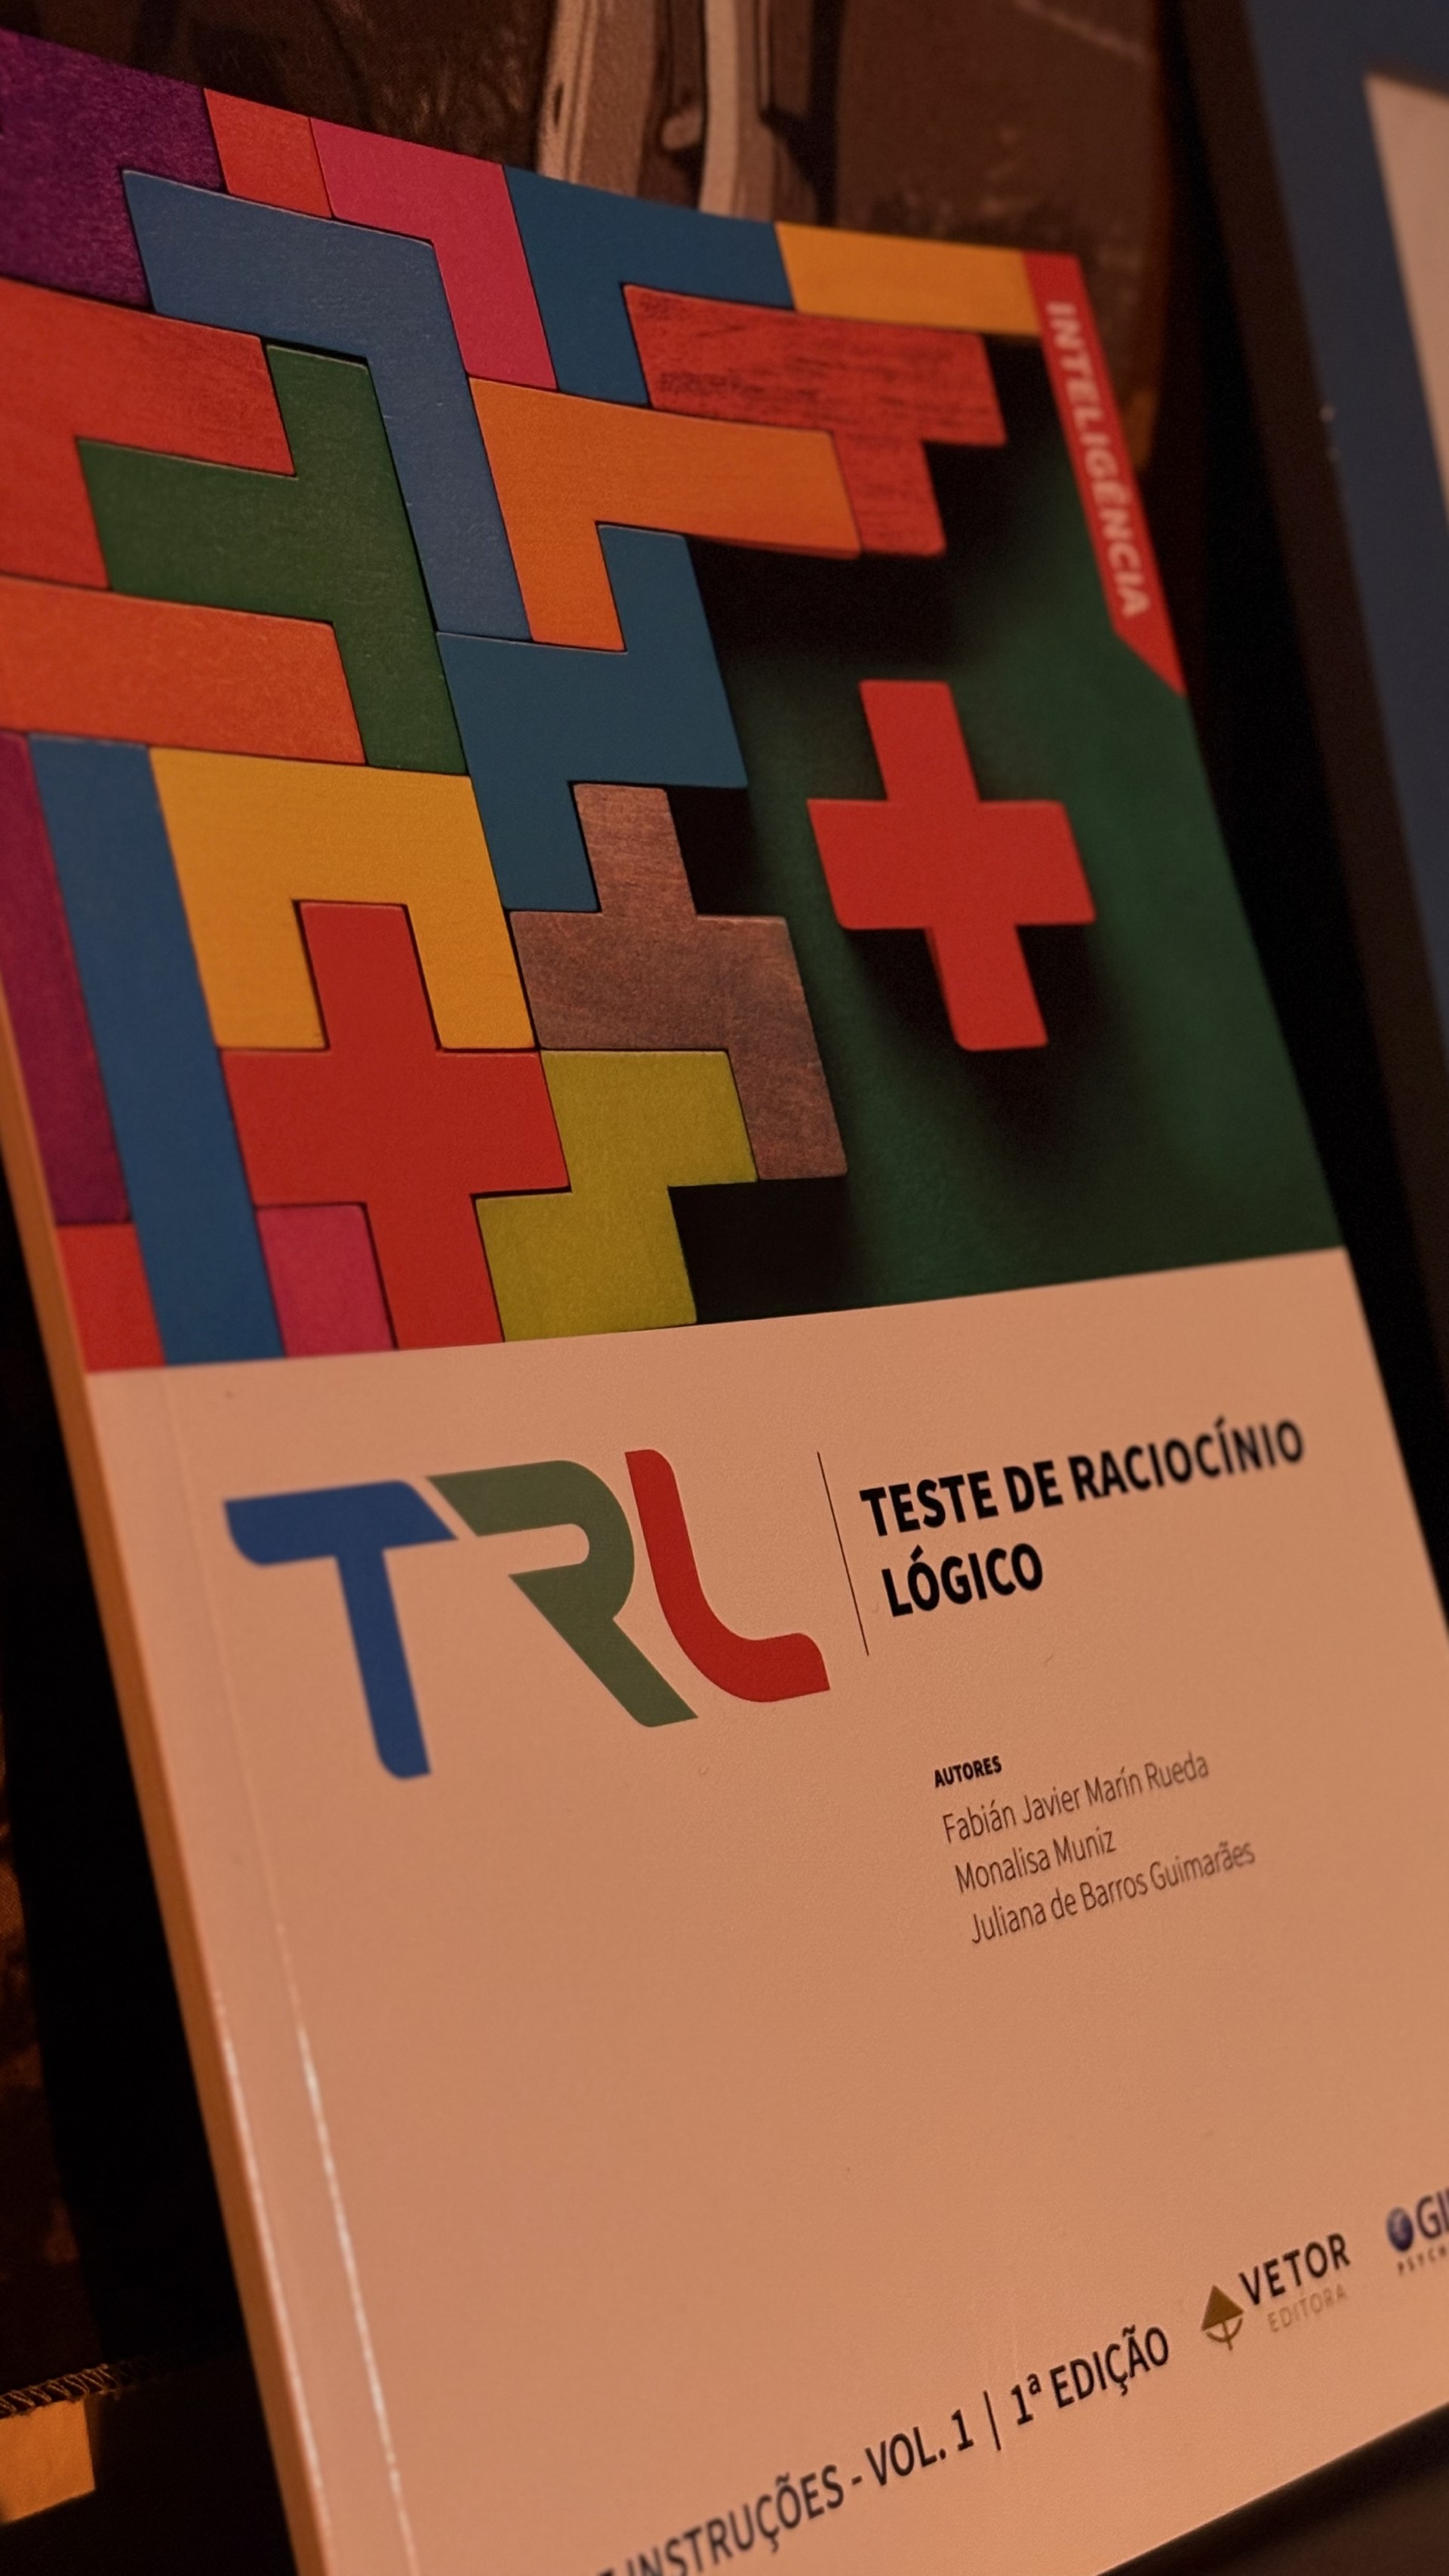 INTELIGÊNCIA
TRL
TESTE DE RACIOCÍNIO
LÓGICO
AUTORES
Fabián Javier Marín Rueda
Monalisa Muniz
Juliana de Barros Guimarães
INSTRUÇÕES - VOL. 1 | 1ª EDIÇÃO
VETOR
EDITORA